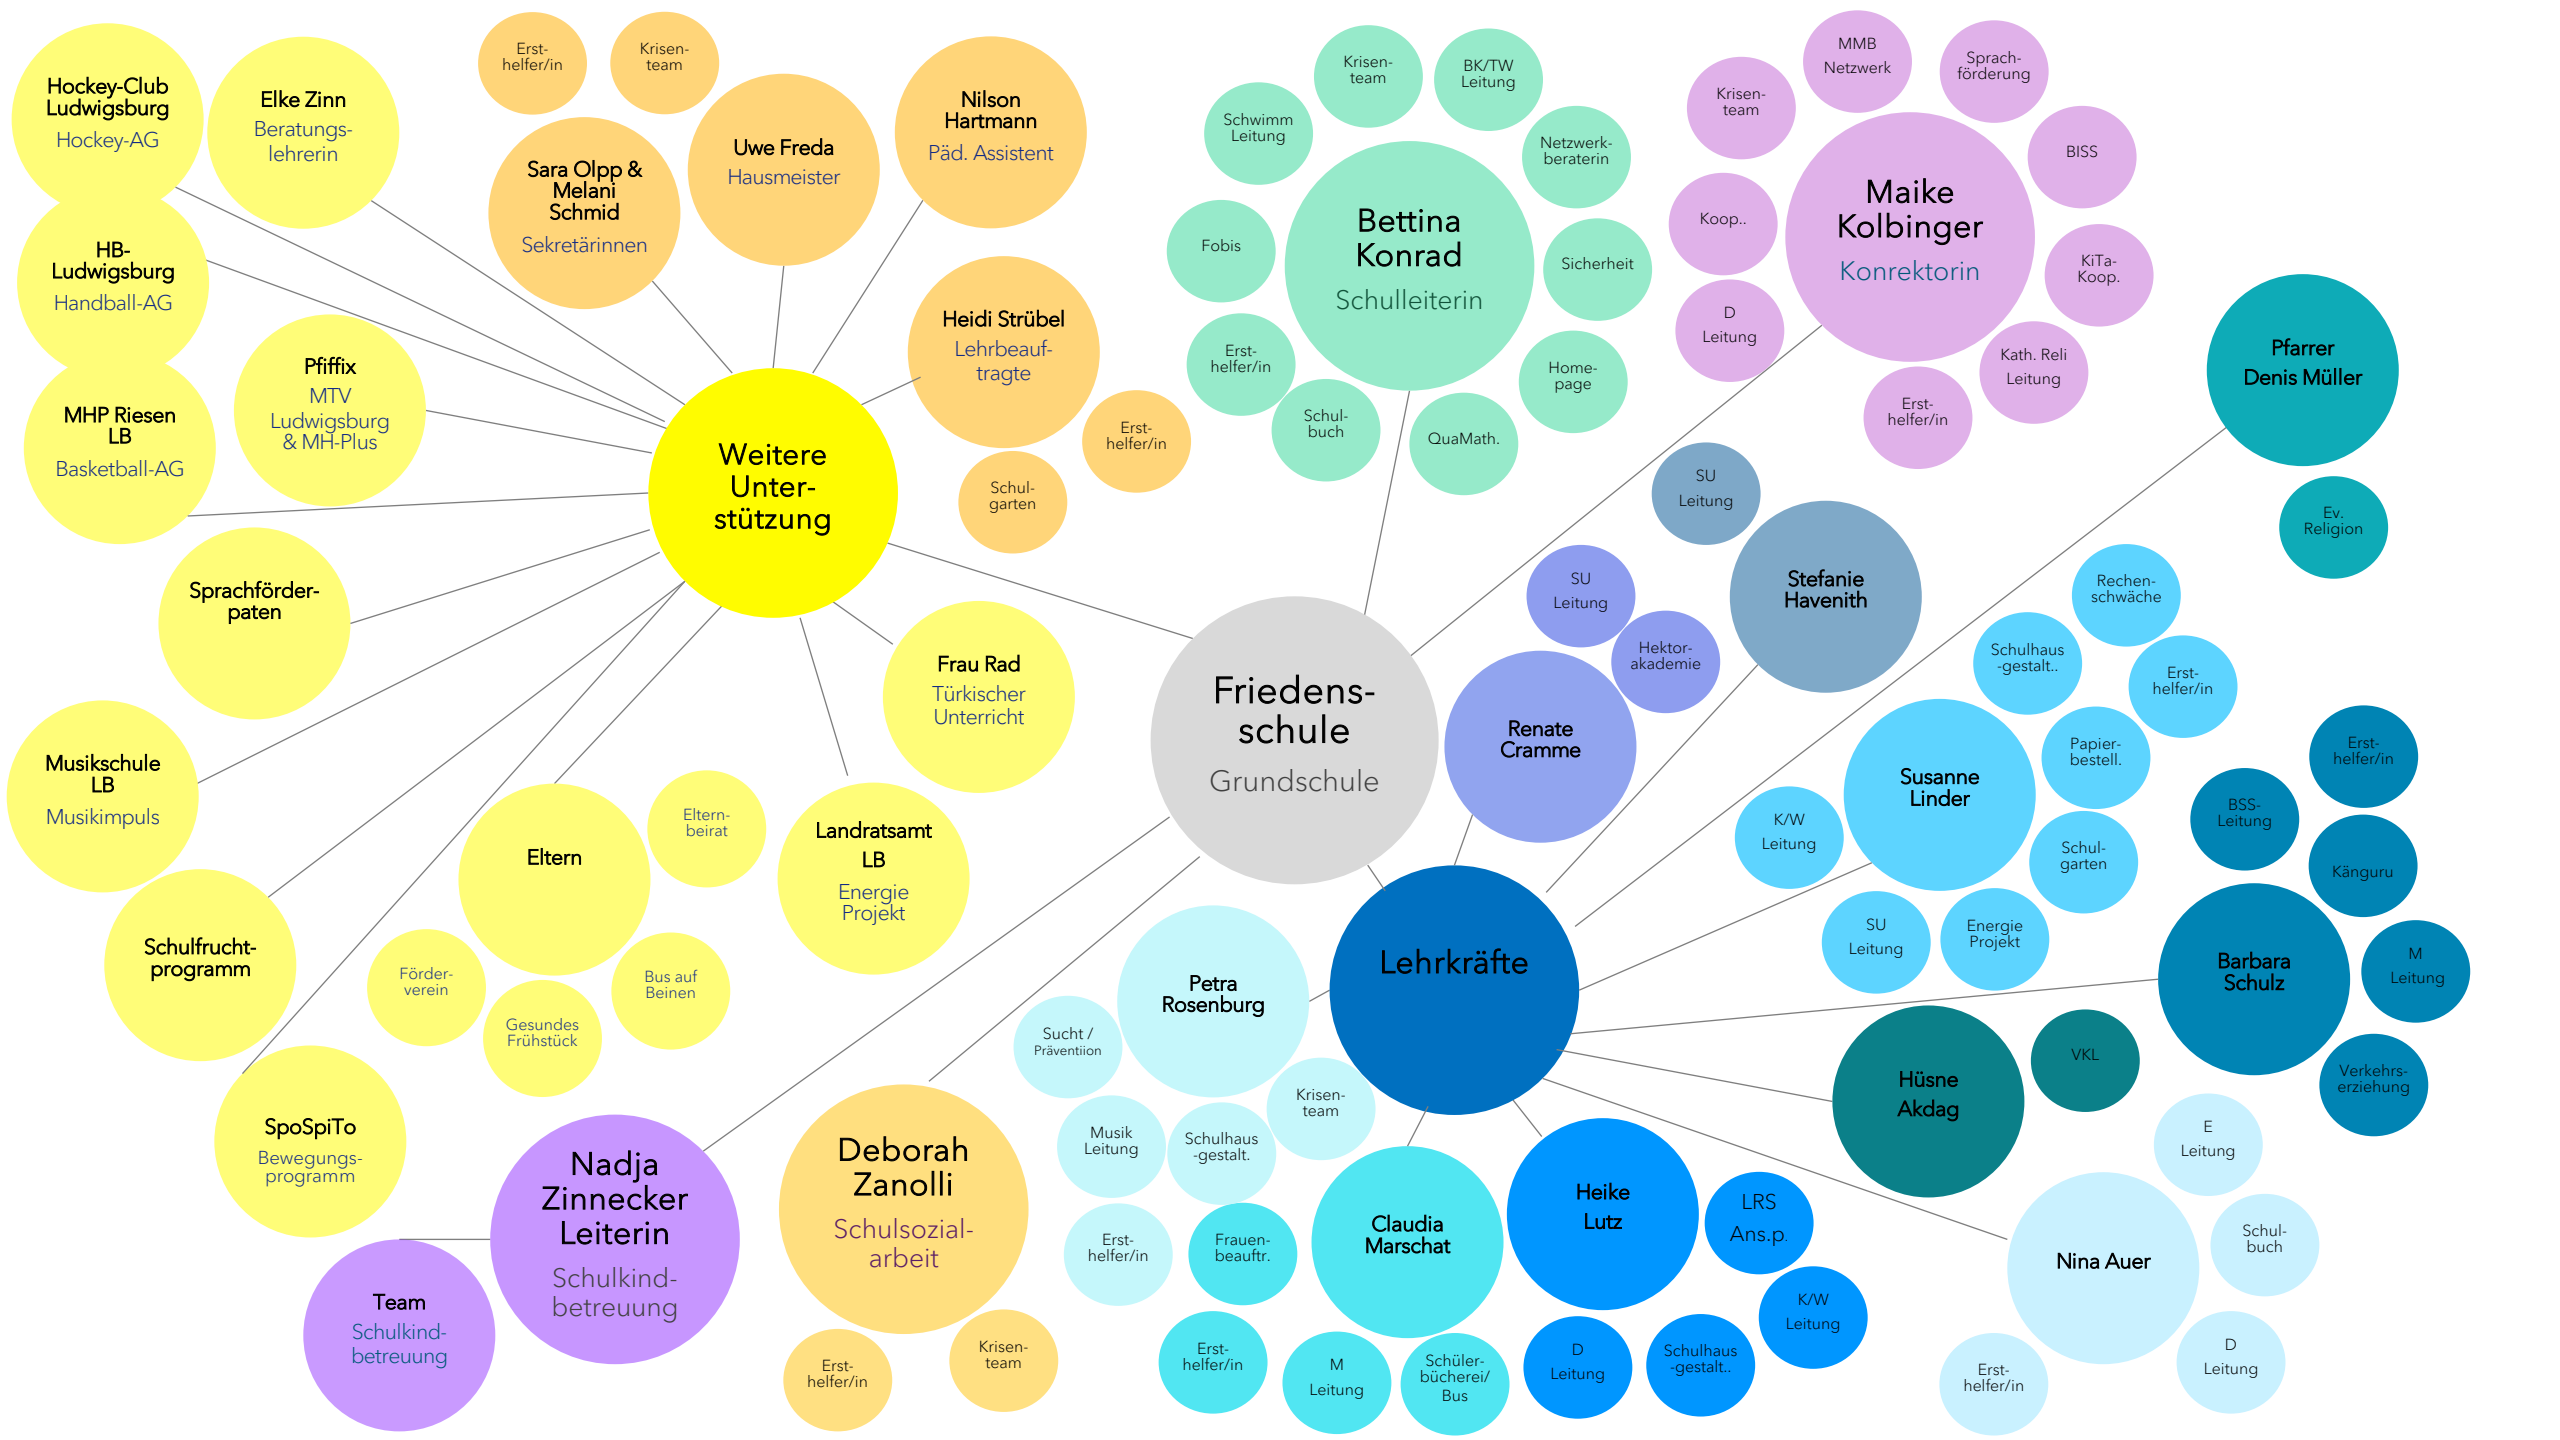 Hockey-Club
Ludwigsburg
Hockey-AG
Elke Zinn
Beratungs-
lehrerin
HB-
Ludwigsburg
Handball-AG
Pfiffix
MTV
Ludwigsburg
& MH-Plus
MHP Riesen
LB
Basketball-AG
Sprachförder-
paten
Musikschule
LB
Musikimpuls
Schulfrucht-
programm
SpoSpiTo
Bewegungs-
programm
Eltern
Eltern-
beirat
Förder-
verein
Gesundes
Frühstück
Bus auf
Beinen
Landratsamt
LB
Energie
Projekt
Frau Rad
Türkischer
Unterricht
Weitere
Unter-
stützung
Erst-
helfer/in
Krisen-
team
Sara Olpp &
Melani
Schmid
Sekretärinnen
Uwe Freda
Hausmeister
Nilson
Hartmann
Päd. Assistent
Heidi Strübel
Lehrbeauf-
tragte
Erst-
helfer/in
Schul-
garten
Friedens-
schule
Grundschule
Bettina
Konrad
Schulleiterin
Krisen-
team
BK/TW
Leitung
Schwimm
Leitung
Netzwerk-
beraterin
Fobis
Sicherheit
Erst-
helfer/in
Home-
page
Schul-
buch
QuaMath.
Maike
Kolbinger
Konrektorin
MMB
Netzwerk
Sprach-
förderung
Krisen-
team
BISS
Koop..
KiTa-
Koop.
D
Leitung
Kath. Reli
Leitung
Erst-
helfer/in
Pfarrer
Denis Müller
Ev.
Religion
SU
Leitung
Stefanie
Havenith
SU
Leitung
Hektor-
akademie
Renate
Cramme
Rechen-
schwäche
Schulhaus
-gestalt..
Erst-
helfer/in
Papier-
bestell.
Susanne
Linder
K/W
Leitung
Schul-
garten
SU
Leitung
Energie
Projekt
Erst-
helfer/in
BSS-
Leitung
Känguru
Barbara
Schulz
M
Leitung
Verkehrs-
erziehung
Lehrkräfte
Hüsne
Akdag
VKL
E
Leitung
Nina Auer
Schul-
buch
D
Leitung
Erst-
helfer/in
Heike
Lutz
LRS
Ans.p.
K/W
Leitung
D
Leitung
Schulhaus
-gestalt..
Claudia
Marschat
Frauen-
beauftr.
Erst-
helfer/in
M
Leitung
Schüler-
bücherei/
Bus
Petra
Rosenburg
Sucht /
Präventiion
Krisen-
team
Musik
Leitung
Schulhaus
-gestalt.
Erst-
helfer/in
Deborah
Zanolli
Schulsozial-
arbeit
Erst-
helfer/in
Krisen-
team
Nadja
Zinnecker
Leiterin
Schulkind-
betreuung
Team
Schulkind-
betreuung